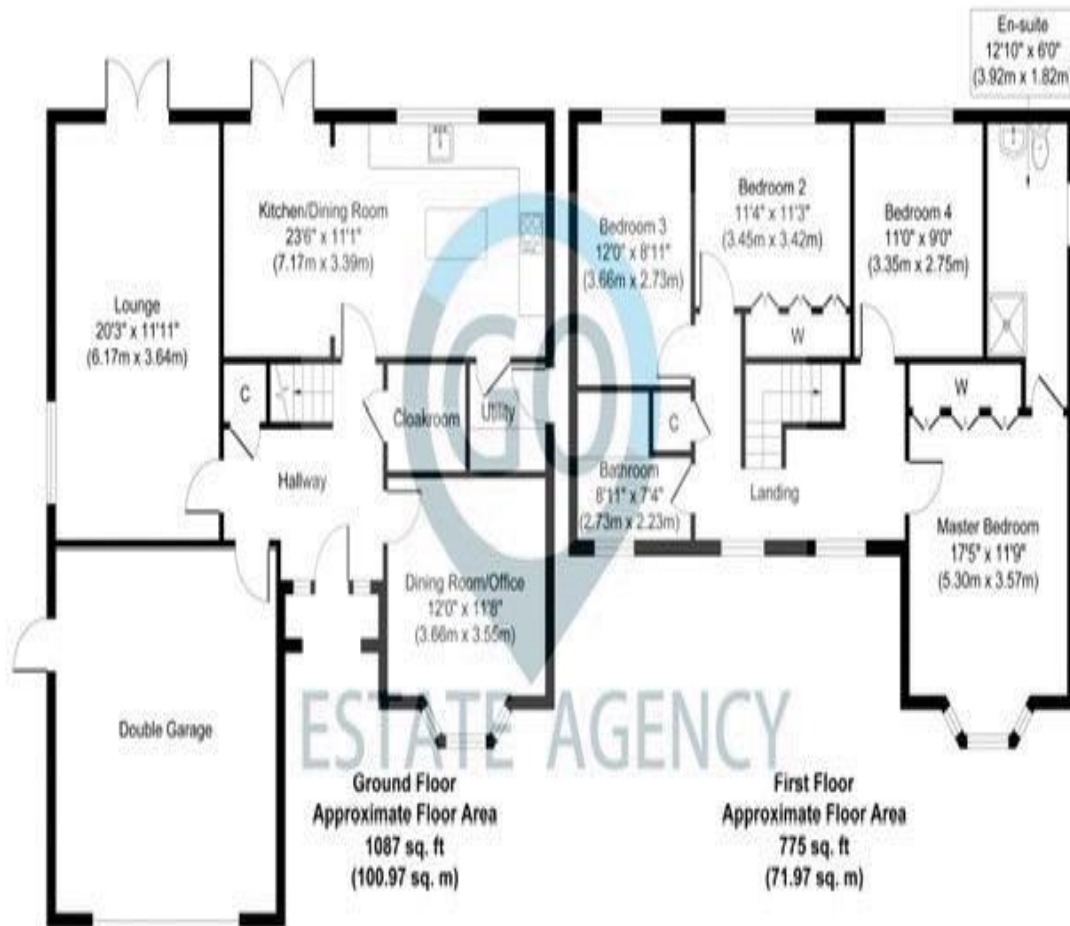 En-suite
12'10" x 6'0"
(3.92m x 1.82m)
Kitchen/Dining Room
23'6" x 11'1"
(7.17m x 3.39m)
Lounge
20'3" x 11'11"
(6.17m x 3.64m)
C
Cloakroom
Utility
Hallway
Dining Room/Office
12'0" x 11'8"
(3.66m x 3.55m)
Double Garage
Bedroom 3
12'0" x 8'11"
(3.66m x 2.73m)
Bedroom 2
11'4" x 11'3"
(3.45m x 3.42m)
Bedroom 4
11'0" x 9'0"
(3.35m x 2.75m)
W
W
C
Bathroom
8'11" x 7'4"
(2.73m x 2.23m)
Landing
Master Bedroom
17'5" x 11'9"
(5.30m x 3.57m)
GO
ESTATE AGENCY
Ground Floor
Approximate Floor Area
1087 sq. ft
(100.97 sq. m)
First Floor
Approximate Floor Area
775 sq. ft
(71.97 sq. m)